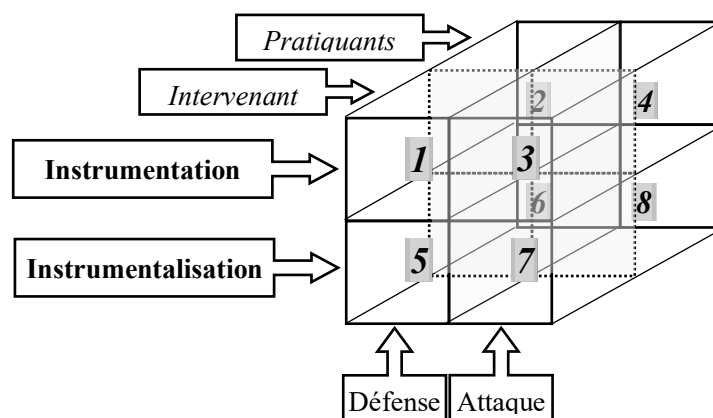 Pratiquants
Intervenant
2 4
Instrumentation
1 3
6 8
Instrumentalisation
5 7
Défense Attaque